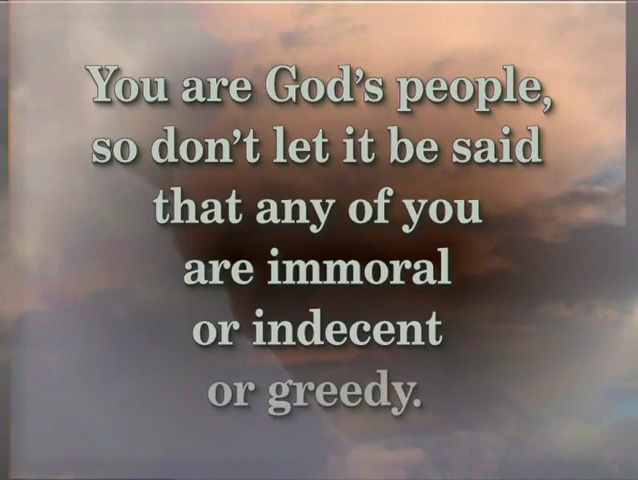 You are God's people,
so don't let it be said
that any of you
are immoral
or indecent
or greedy.